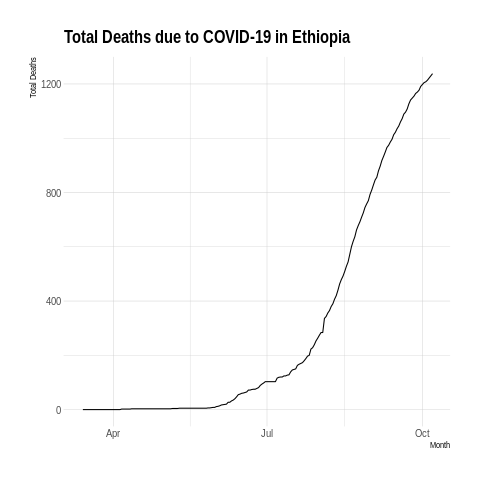 Total Deaths due to COVID-19 in Ethiopia
Total Deaths
1200
800
400
0
Apr
Jul
Oct
Month